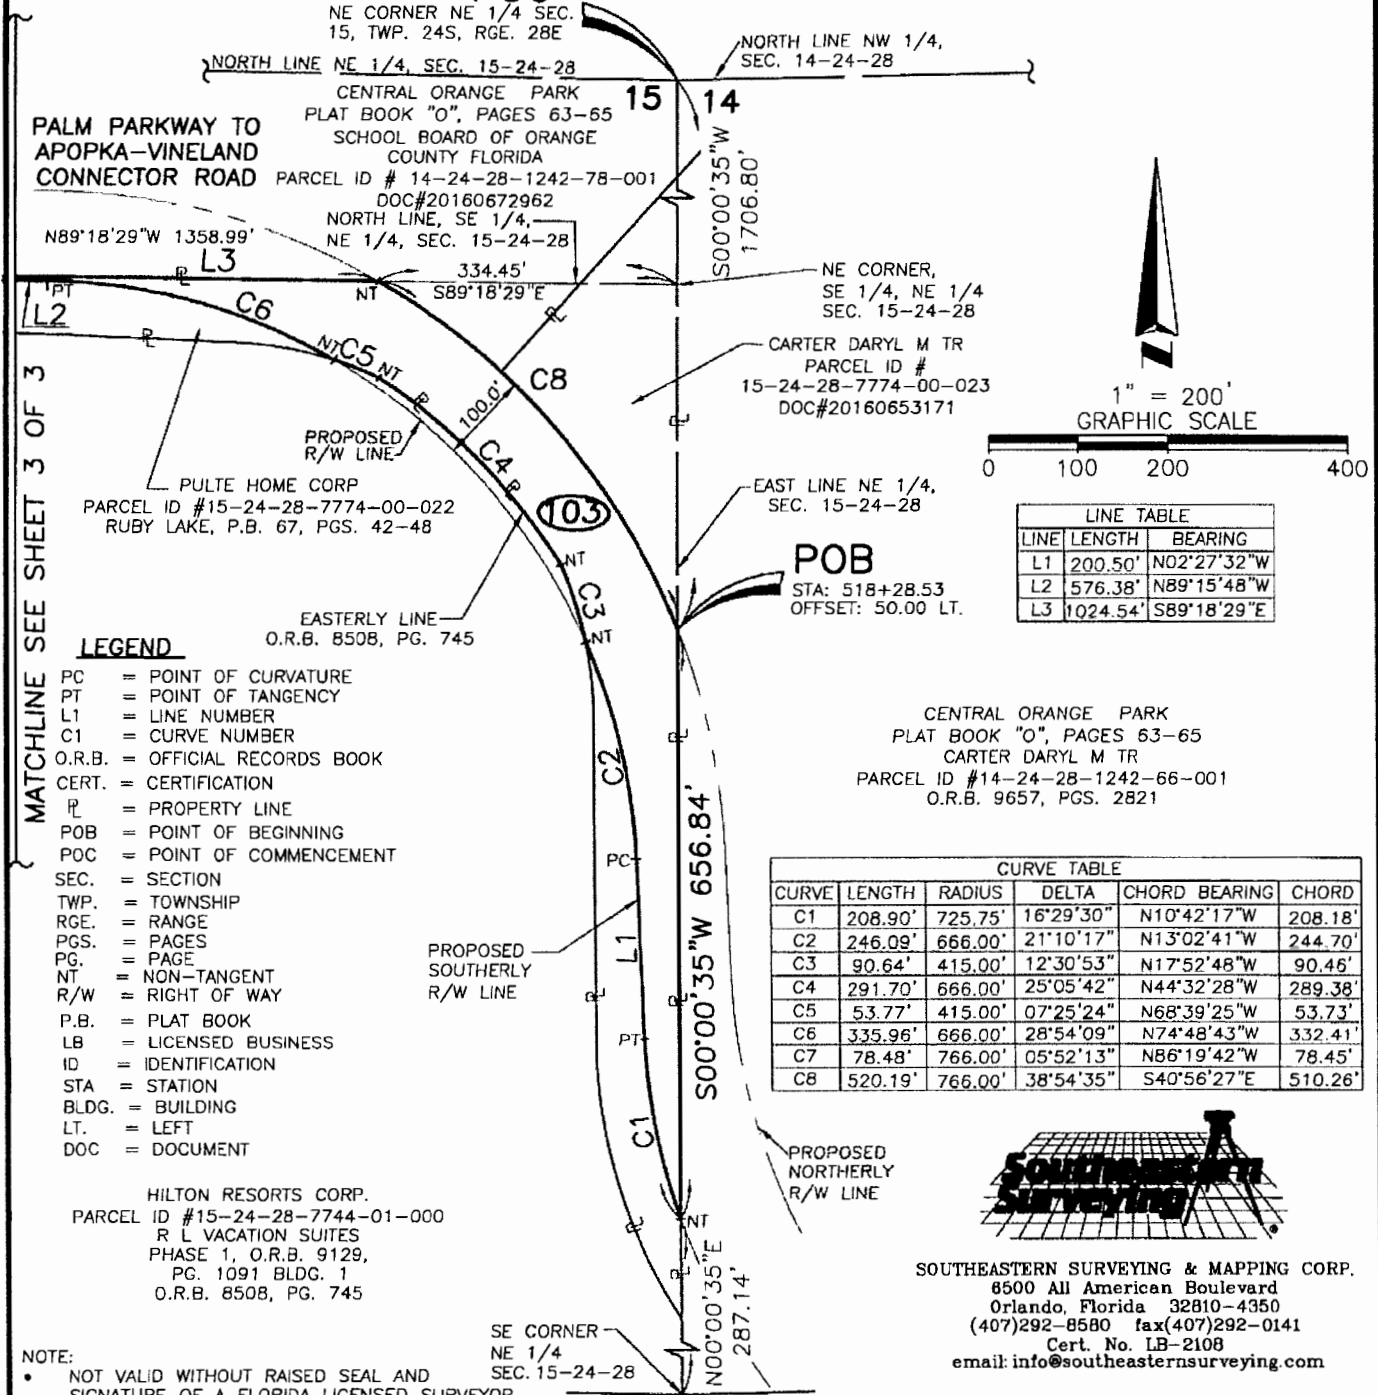 NE CORNER NE 1/4 SEC.
15, TWP. 24S, RGE. 28E
NORTH LINE NW 1/4,
SEC. 14-24-28
NORTH LINE NE 1/4, SEC. 15-24-28
15 14
CENTRAL ORANGE PARK
PLAT BOOK "O", PAGES 63-65
SCHOOL BOARD OF ORANGE
COUNTY FLORIDA
PARCEL ID # 14-24-28-1242-78-001
DOC#20160672962
PALM PARKWAY TO
APOPKA-VINELAND
CONNECTOR ROAD
S00°00'35"W
1706.80'
NORTH LINE, SE 1/4,
NE 1/4, SEC. 15-24-28
N89°18'29"W 1358.99'
L3
334.45'
S89°18'29"E
NE CORNER,
SE 1/4, NE 1/4
SEC. 15-24-28
PT
NT
L2
C6
NT
C5
NT
C8
100.0'
CARTER DARYL M TR
PARCEL ID #
15-24-28-7774-00-023
DOC#20160653171
1" = 200'
GRAPHIC SCALE
0 100 200 400
MATCHLINE SEE SHEET 3 OF 3
PROPOSED
R/W LINE
C4
PULTE HOME CORP
PARCEL ID #15-24-28-7774-00-022
RUBY LAKE, P.B. 67, PGS. 42-48
103
EAST LINE NE 1/4,
SEC. 15-24-28
LINE TABLE
LINE LENGTH BEARING
L1 200.50' N02°27'32"W
L2 576.38' N89°15'48"W
L3 1024.54' S89°18'29"E
POB
STA: 518+28.53
OFFSET: 50.00 LT.
NT
C3
NT
EASTERLY LINE
O.R.B. 8508, PG. 745
LEGEND
PC = POINT OF CURVATURE
PT = POINT OF TANGENCY
L1 = LINE NUMBER
C1 = CURVE NUMBER
O.R.B. = OFFICIAL RECORDS BOOK
CERT. = CERTIFICATION
PL = PROPERTY LINE
POB = POINT OF BEGINNING
POC = POINT OF COMMENCEMENT
SEC. = SECTION
TWP. = TOWNSHIP
RGE. = RANGE
PGS. = PAGES
PG. = PAGE
NT = NON-TANGENT
R/W = RIGHT OF WAY
P.B. = PLAT BOOK
LB = LICENSED BUSINESS
ID = IDENTIFICATION
STA = STATION
BLDG. = BUILDING
LT. = LEFT
DOC = DOCUMENT
CENTRAL ORANGE PARK
PLAT BOOK "O", PAGES 63-65
CARTER DARYL M TR
PARCEL ID #14-24-28-1242-66-001
O.R.B. 9657, PGS. 2821
C2
PC
L1
PT
C1
S00°00'35"W 656.84'
PROPOSED
SOUTHERLY
R/W LINE
CURVE TABLE
CURVE LENGTH RADIUS DELTA CHORD BEARING CHORD
C1 208.90' 725.75' 16°29'30" N10°42'17"W 208.18'
C2 246.09' 666.00' 21°10'17" N13°02'41"W 244.70'
C3 90.64' 415.00' 12°30'53" N17°52'48"W 90.46'
C4 291.70' 666.00' 25°05'42" N44°32'28"W 289.38'
C5 53.77' 415.00' 07°25'24" N68°39'25"W 53.73'
C6 335.96' 666.00' 28°54'09" N74°48'43"W 332.41'
C7 78.48' 766.00' 05°52'13" N86°19'42"W 78.45'
C8 520.19' 766.00' 38°54'35" S40°56'27"E 510.26'
PROPOSED
NORTHERLY
R/W LINE
Southeastern
Surveying
®
HILTON RESORTS CORP.
PARCEL ID #15-24-28-7744-01-000
R L VACATION SUITES
PHASE 1, O.R.B. 9129,
PG. 1091 BLDG. 1
O.R.B. 8508, PG. 745
NT
N00°00'35"E
287.14'
SOUTHEASTERN SURVEYING & MAPPING CORP.
6500 All American Boulevard
Orlando, Florida 32810-4350
(407)292-8580 fax(407)292-0141
Cert. No. LB-2108
email: info@southeasternsurveying.com
SE CORNER
NE 1/4
SEC. 15-24-28
NOTE:
• NOT VALID WITHOUT RAISED SEAL AND
SIGNATURE OF A FLORIDA LICENSED SURVEYOR